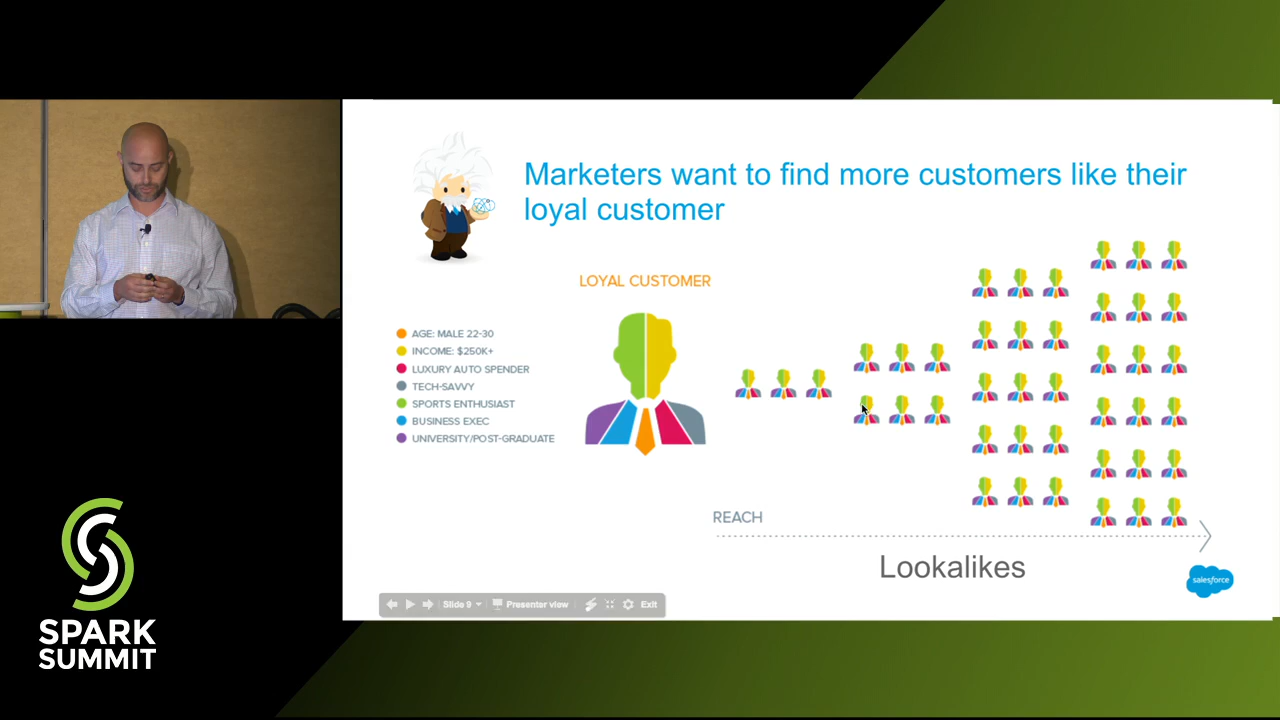 Marketers want to find more customers like their
loyal customer
LOYAL CUSTOMER
AGE: MALE 22-30
INCOME: $250K+
LUXURY AUTO SPENDER
TECH-SAVVY
SPORTS ENTHUSIAST
BUSINESS EXEC
UNIVERSITY/POST-GRADUATE
REACH
Lookalikes
salesforce
Slide 9
Presenter view
Exit
SPARK
SUMMIT